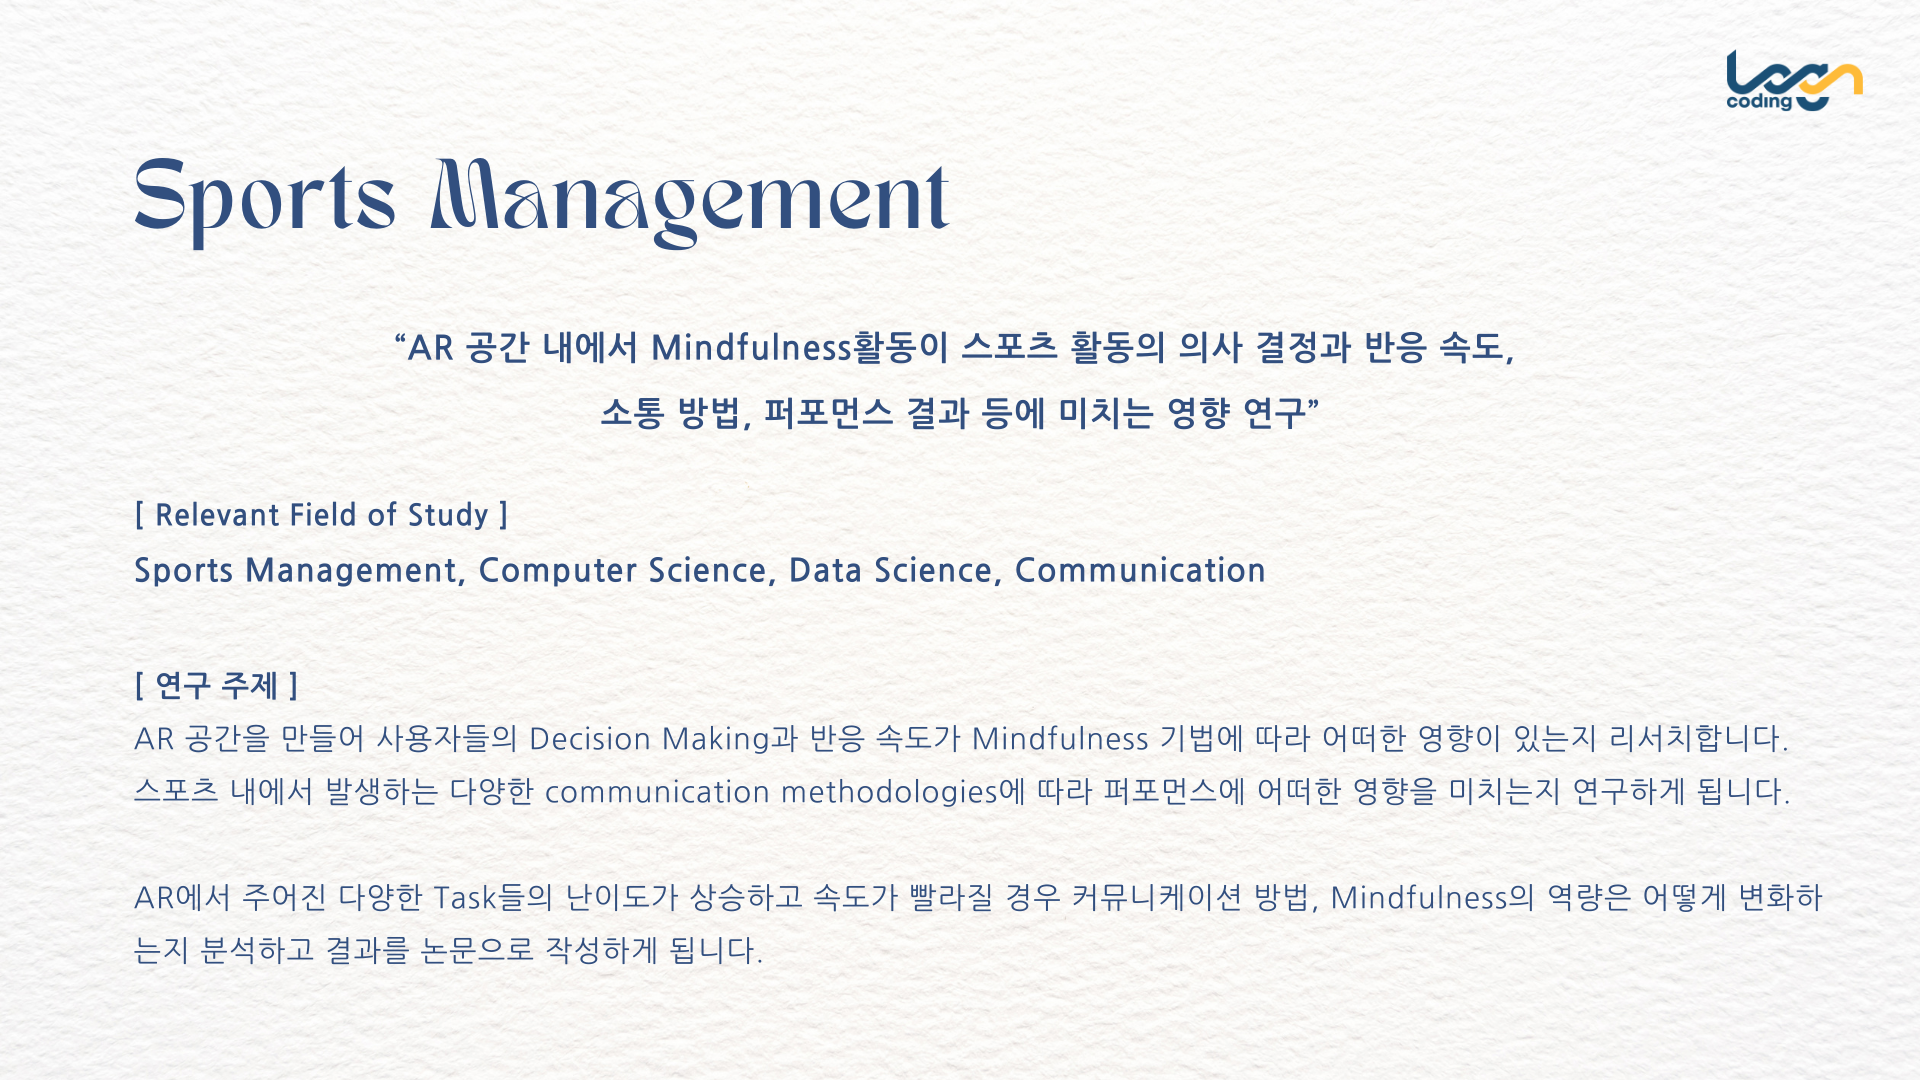 Logn
coding
Sports Management
“AR 공간 내에서 Mindfulness활동이 스포츠 활동의 의사 결정과 반응 속도,
소통 방법, 퍼포먼스 결과 등에 미치는 영향 연구”
[ Relevant Field of Study ]
Sports Management, Computer Science, Data Science, Communication
[ 연구 주제 ]
AR 공간을 만들어 사용자들의 Decision Making과 반응 속도가 Mindfulness 기법에 따라 어떠한 영향이 있는지 리서치합니다.
스포츠 내에서 발생하는 다양한 communication methodologies에 따라 퍼포먼스에 어떠한 영향을 미치는지 연구하게 됩니다.
AR에서 주어진 다양한 Task들의 난이도가 상승하고 속도가 빨라질 경우 커뮤니케이션 방법, Mindfulness의 역량은 어떻게 변화하
는지 분석하고 결과를 논문으로 작성하게 됩니다.